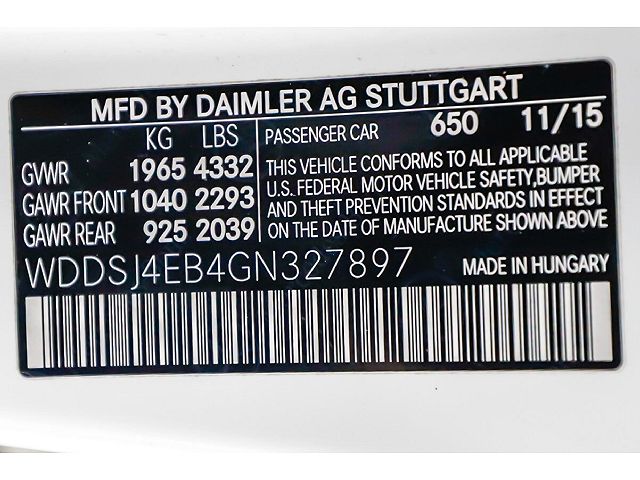 MFD BY DAIMLER AG STUTTGART
KG LBS PASSENGER CAR 650 11/15
GVWR 1965 4332
GAWR FRONT 1040 2293
GAWR REAR 925 2039
THIS VEHICLE CONFORMS TO ALL APPLICABLE
U.S. FEDERAL MOTOR VEHICLE SAFETY,BUMPER
AND THEFT PREVENTION STANDARDS IN EFFECT
ON THE DATE OF MANUFACTURE SHOWN ABOVE
WDDSJ4EB4GN327897 MADE IN HUNGARY